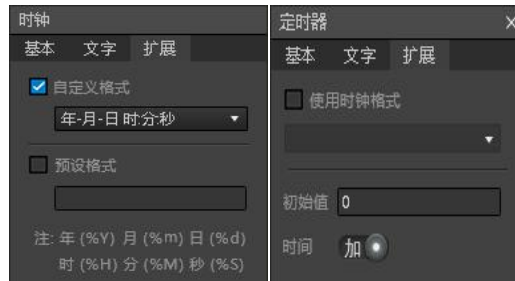 时钟
基本 文字 扩展
自定义格式
年-月-日 时:分:秒
预设格式
注: 年 (%Y) 月 (%m) 日 (%d)
时 (%H) 分 (%M) 秒 (%S)
定时器 X
基本 文字 扩展
使用时钟格式
初始值 0
时间 加